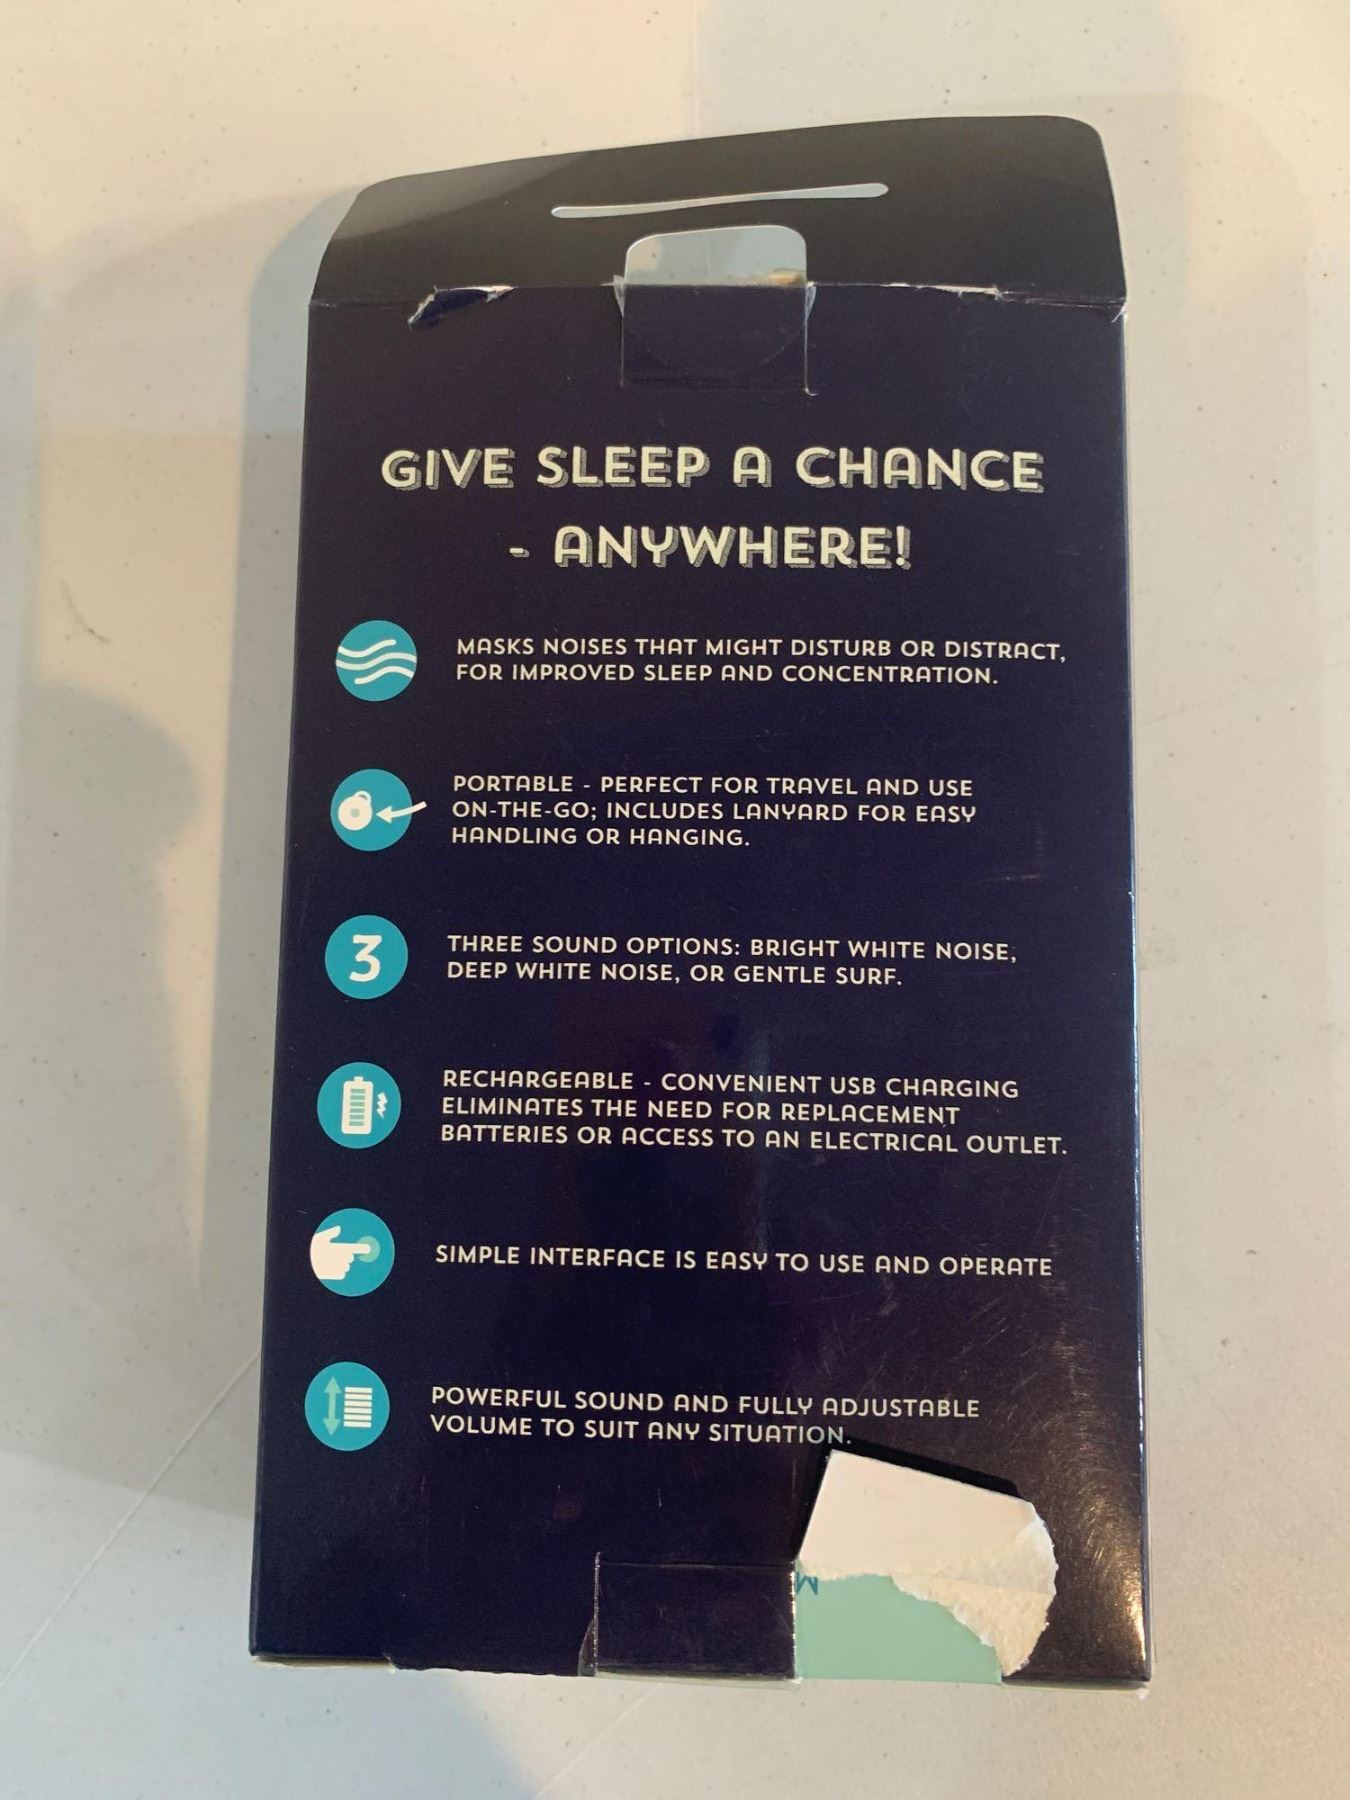 GIVE SLEEP A CHANCE
- ANYWHERE!
MASKS NOISES THAT MIGHT DISTURB OR DISTRACT,
FOR IMPROVED SLEEP AND CONCENTRATION.
PORTABLE - PERFECT FOR TRAVEL AND USE
ON-THE-GO; INCLUDES LANYARD FOR EASY
HANDLING OR HANGING.
3
THREE SOUND OPTIONS: BRIGHT WHITE NOISE,
DEEP WHITE NOISE, OR GENTLE SURF.
RECHARGEABLE - CONVENIENT USB CHARGING
ELIMINATES THE NEED FOR REPLACEMENT
BATTERIES OR ACCESS TO AN ELECTRICAL OUTLET.
SIMPLE INTERFACE IS EASY TO USE AND OPERATE
POWERFUL SOUND AND FULLY ADJUSTABLE
VOLUME TO SUIT ANY SITUATION.